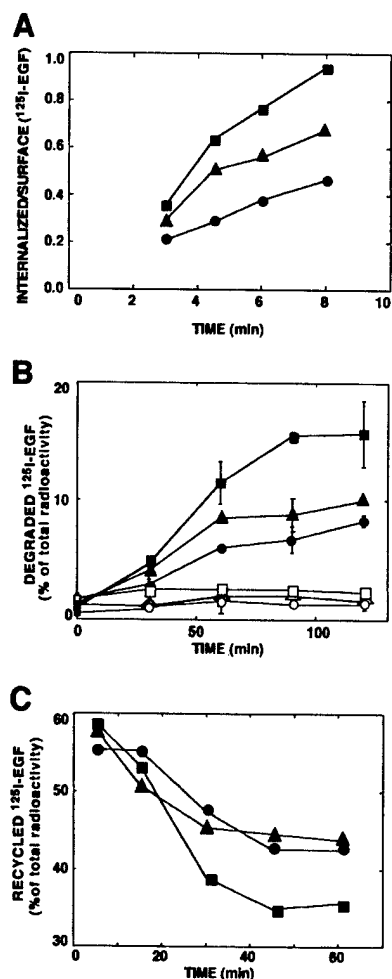 A
INTERNALIZED/SURFACE (125I-EGF)
1.0
0.8
0.6
0.4
0.2
0.0
0 2 4 6 8 10
TIME (min)
B
DEGRADED 125I-EGF
(% of total radioactivity)
20
10
0
0 50 100
TIME (min)
C
RECYCLED 125I-EGF
(% of total radioactivity)
60
50
40
30
0 20 40 60
TIME (min)